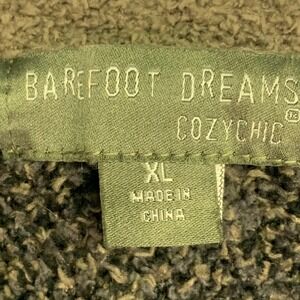 BAREFOOT DREAMS®
COZYCHIC
XL
MADE IN
CHINA